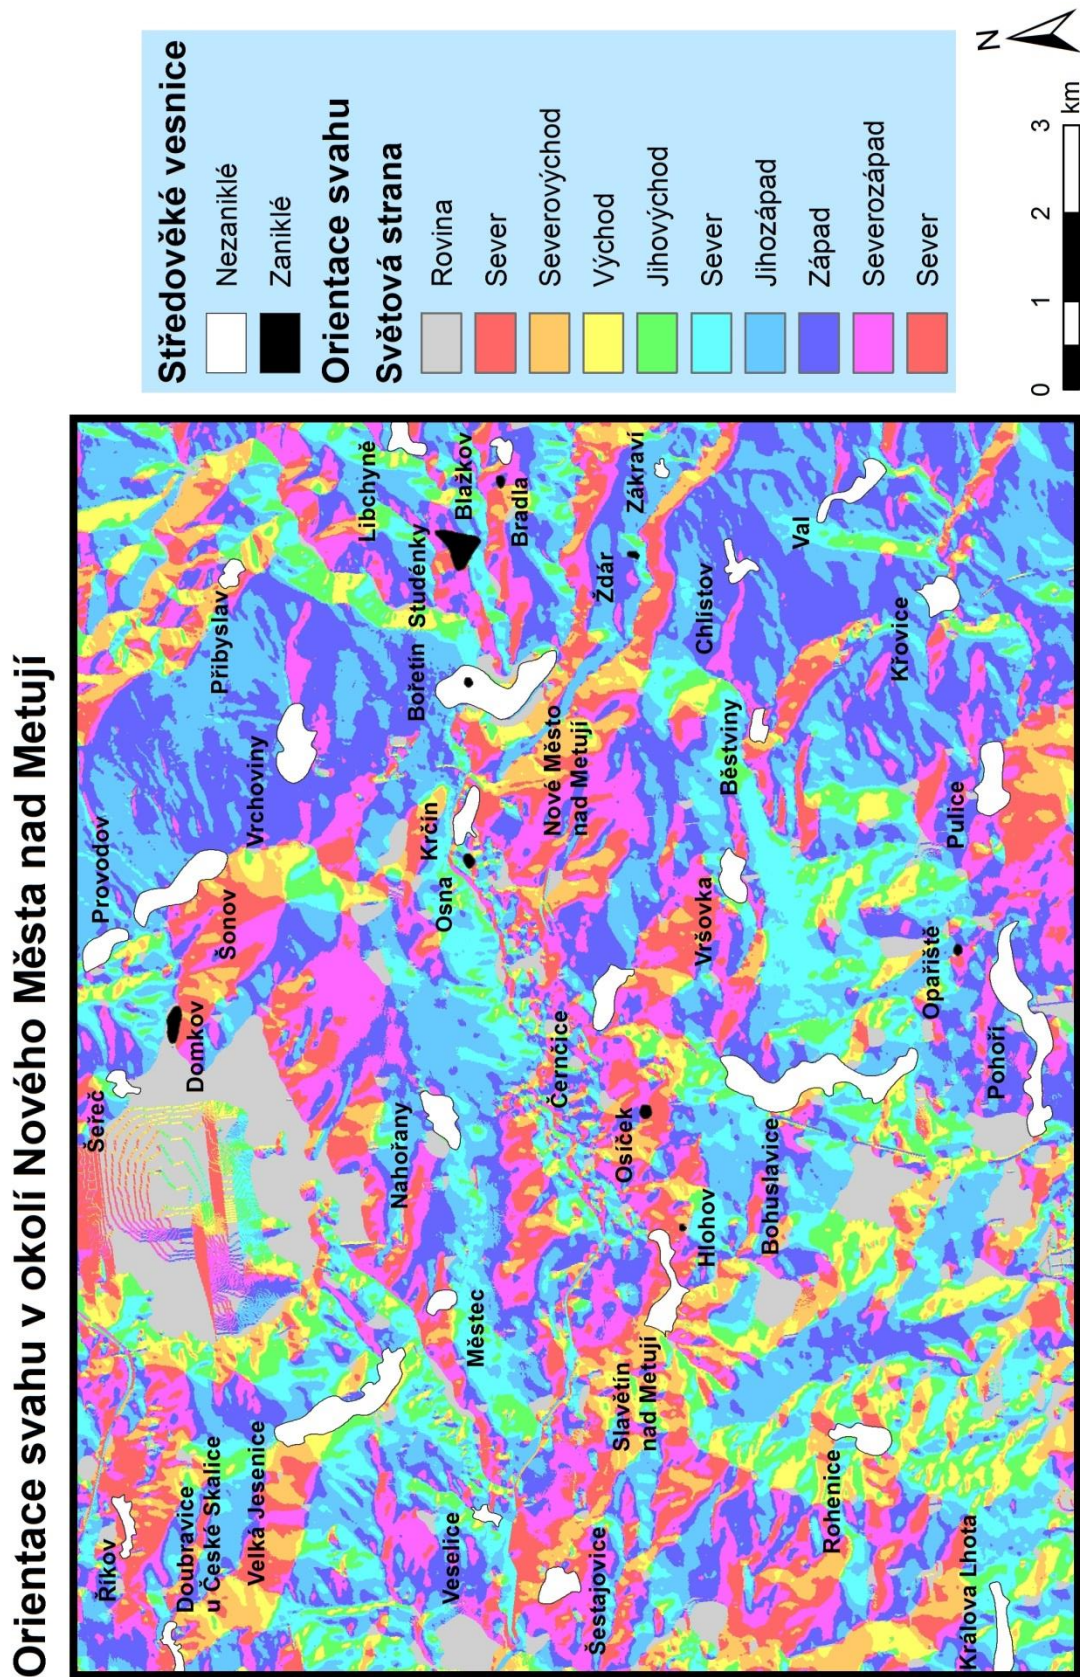 Orientace svahu v okolí Nového Města nad Metují
Říkov
Doubravice
u České Skalice
Velká Jesenice
Šeřeč
Domkov
Provodov
Šonov
Vrchoviny
Přibyslav
Libchyně
Veselice
Městec
Nahořany
Osna
Krčín
Bořetín
Studénky
Blažkov
Bradla
Šestajovice
Slavětín
nad Metují
Hlohov
Osíček
Černčice
Nové Město
nad Metují
Ždár
Zákraví
Rohenice
Bohuslavice
Vršovka
Běstviny
Chlístov
Val
Králova Lhota
Pohoří
Opařiště
Pulice
Křovice
Středověké vesnice
Nezaniklé
Zaniklé
Orientace svahu
Světová strana
Rovina
Sever
Severovýchod
Východ
Jihovýchod
Sever
Jihozápad
Západ
Severozápad
Sever
N
0 1 2 3
km